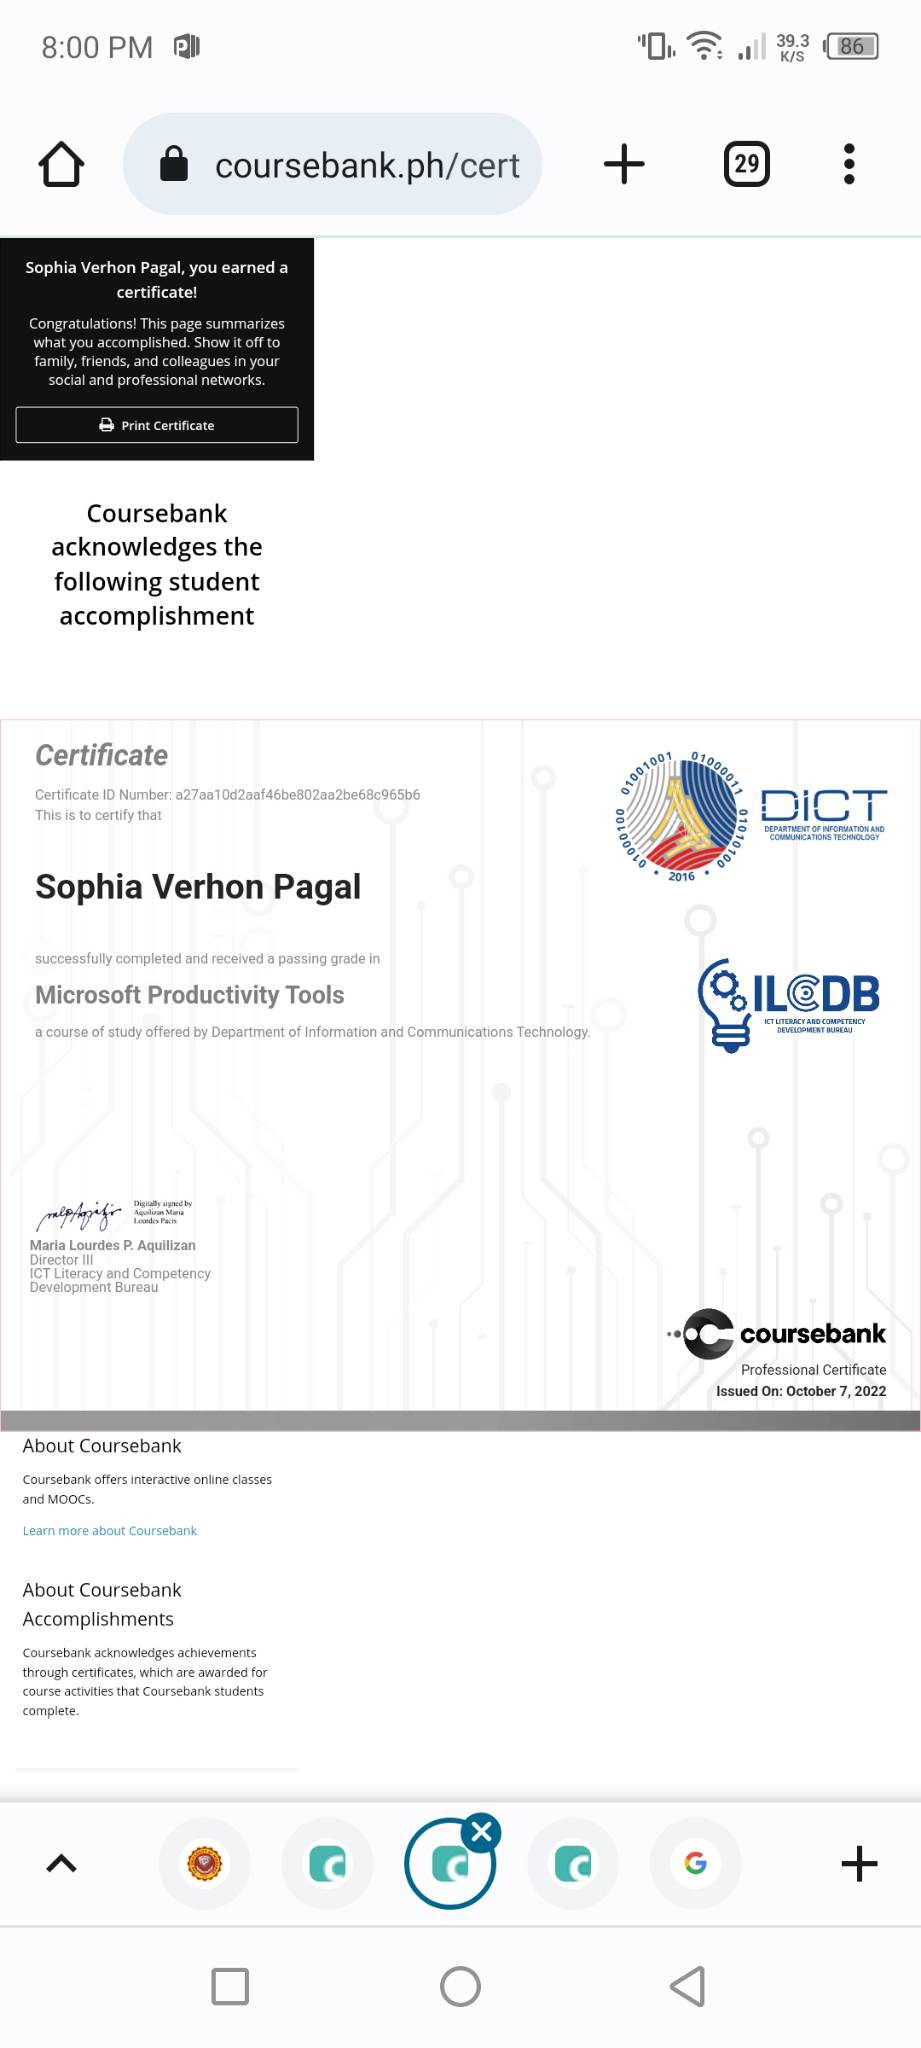 8:00 PM
39.3
K/S
86
coursebank.ph/cert
29
Sophia Verhon Pagal, you earned a
certificate!
Congratulations! This page summarizes
what you accomplished. Show it off to
family, friends, and colleagues in your
social and professional networks.
Print Certificate
Coursebank
acknowledges the
following student
accomplishment
Certificate
Certificate ID Number: a27aa10d2aaf46be802aa2be68c965b6
This is to certify that
Sophia Verhon Pagal
successfully completed and received a passing grade in
Microsoft Productivity Tools
a course of study offered by Department of Information and Communications Technology.
01001001 01000011 01010100 01000100
• 2016 •
DICT
DEPARTMENT OF INFORMATION AND
COMMUNICATIONS TECHNOLOGY
ILCDB
ICT LITERACY AND COMPETENCY
DEVELOPMENT BUREAU
Digitally signed by
Aquilizan Maria
Lourdes Pacis
Maria Lourdes P. Aquilizan
Director III
ICT Literacy and Competency
Development Bureau
coursebank
Professional Certificate
Issued On: October 7, 2022
About Coursebank
Coursebank offers interactive online classes
and MOOCs.
Learn more about Coursebank
About Coursebank
Accomplishments
Coursebank acknowledges achievements
through certificates, which are awarded for
course activities that Coursebank students
complete.